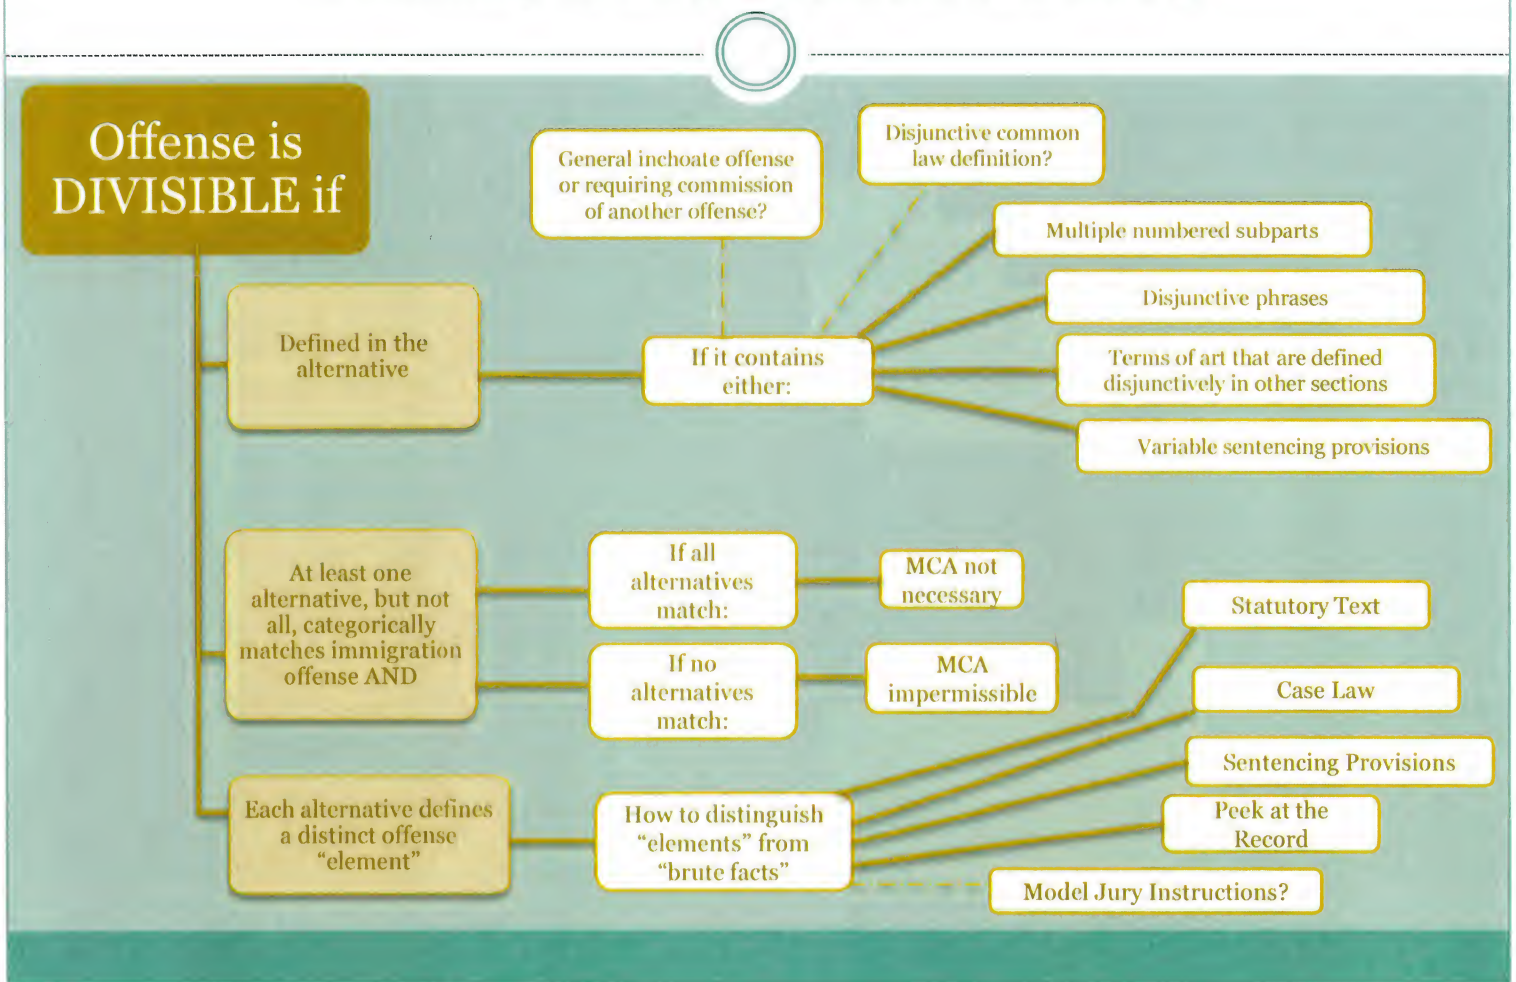 Offense is
DIVISIBLE if
General inchoate offense
or requiring commission
of another offense?
Disjunctive common
law definition?
Multiple numbered subparts
Disjunctive phrases
Defined in the
alternative
If it contains
either:
Terms of art that are defined
disjunctively in other sections
Variable sentencing provisions
At least one
alternative, but not
all, categorically
matches immigration
offense AND
If all
alternatives
match:
MCA not
necessary
If no
alternatives
match:
MCA
impermissible
Statutory Text
Case Law
Sentencing Provisions
Each alternative defines
a distinct offense
“element”
How to distinguish
“elements” from
“brute facts”
Peek at the
Record
Model Jury Instructions?